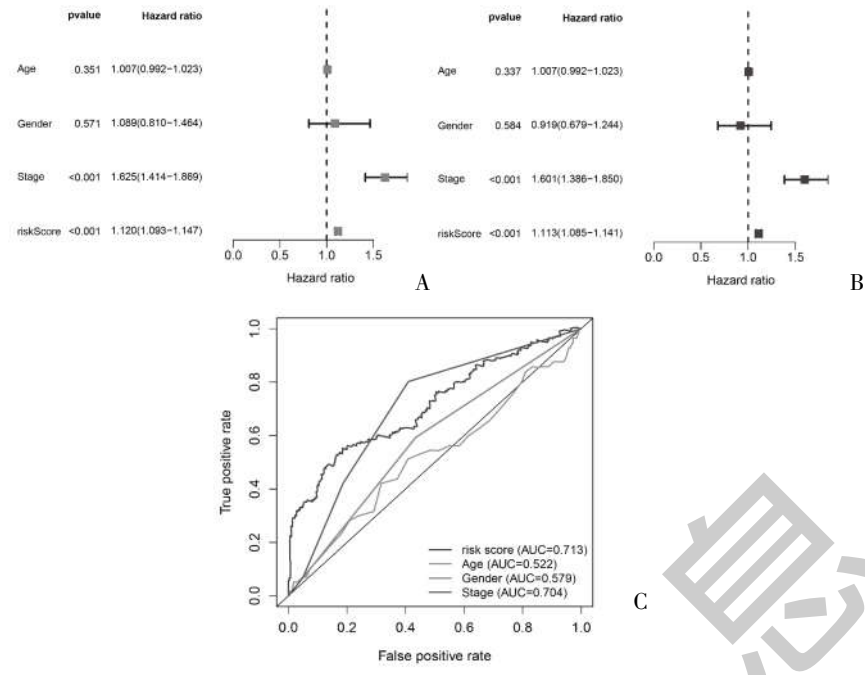 pvalue Hazard ratio
Age 0.351 1.007(0.992−1.023)
Gender 0.571 1.089(0.810−1.464)
Stage <0.001 1.625(1.414−1.869)
riskScore <0.001 1.120(1.093−1.147)
0.0 0.5 1.0 1.5
Hazard ratio
A
pvalue Hazard ratio
Age 0.337 1.007(0.992−1.023)
Gender 0.584 0.919(0.679−1.244)
Stage <0.001 1.601(1.386−1.850)
riskScore <0.001 1.113(1.085−1.141)
0.0 0.5 1.0 1.5
Hazard ratio
B
True positive rate
1.0
0.8
0.6
0.4
0.2
0.0
risk score (AUC=0.713)
Age (AUC=0.522)
Gender (AUC=0.579)
Stage (AUC=0.704)
0.0 0.2 0.4 0.6 0.8 1.0
False positive rate
C